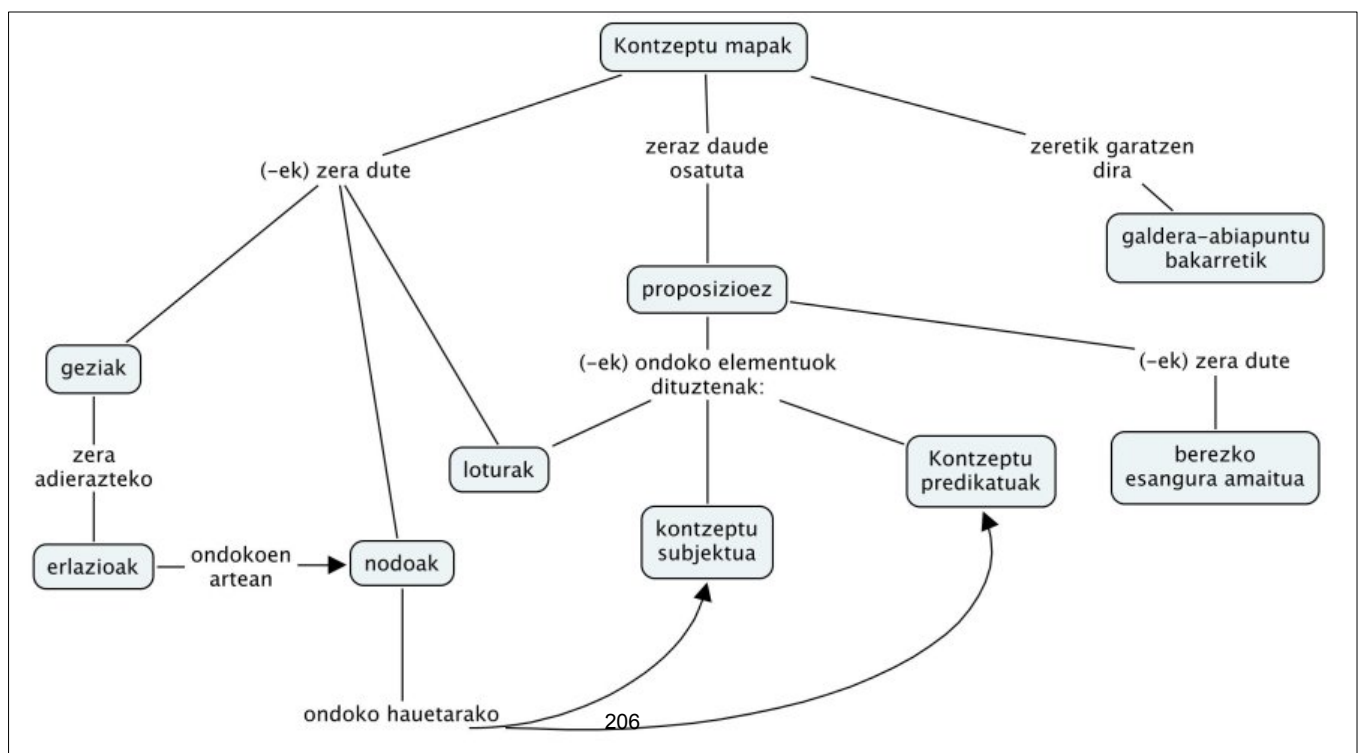 Kontzeptu mapak
(-ek) zera dute
zeraz daude
osatuta
zeretik garatzen
dira
galdera-abiapuntu
bakarretik
proposizioez
geziak
(-ek) ondoko elementuok
dituztenak:
(-ek) zera dute
zera
adierazteko
loturak
Kontzeptu
predikatuak
berezko
esangura amaitua
erlazioak
ondokoen
artean
nodoak
kontzeptu
subjektua
ondoko hauetarako
206